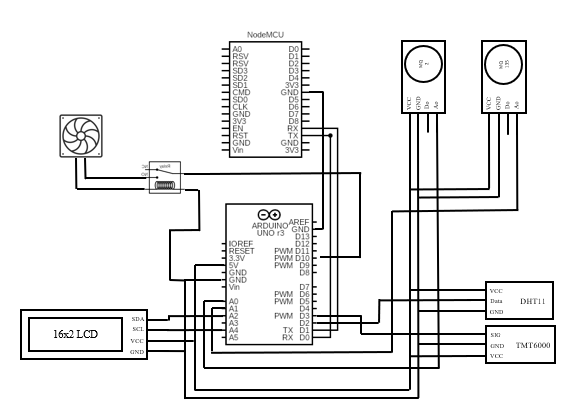 NodeMCU
A0 D0
RSV D1
RSV D2
SD3 D3
SD2 D4
SD1 3V3
CMD GND
SD0 D5
CLK D6
GND D7
3V3 D8
EN RX
RST TX
GND GND
Vin 3V3
MQ
2
VCC
GND
Do
Ao
MQ
135
VCC
GND
Do
Ao
ARDUINO
UNO r3
AREF
GND
D13
IOREF D12
RESET PWM D11
3.3V PWM D10
5V PWM D9
GND D8
GND
Vin D7
PWM D6
A0 PWM D5
A1 D4
A2 PWM D3
A3 D2
A4 TX D1
A5 RX D0
16x2 LCD
SDA
SCL
VCC
GND
VCC
Data
GND
DHT11
SIG
GND
VCC
TMT6000